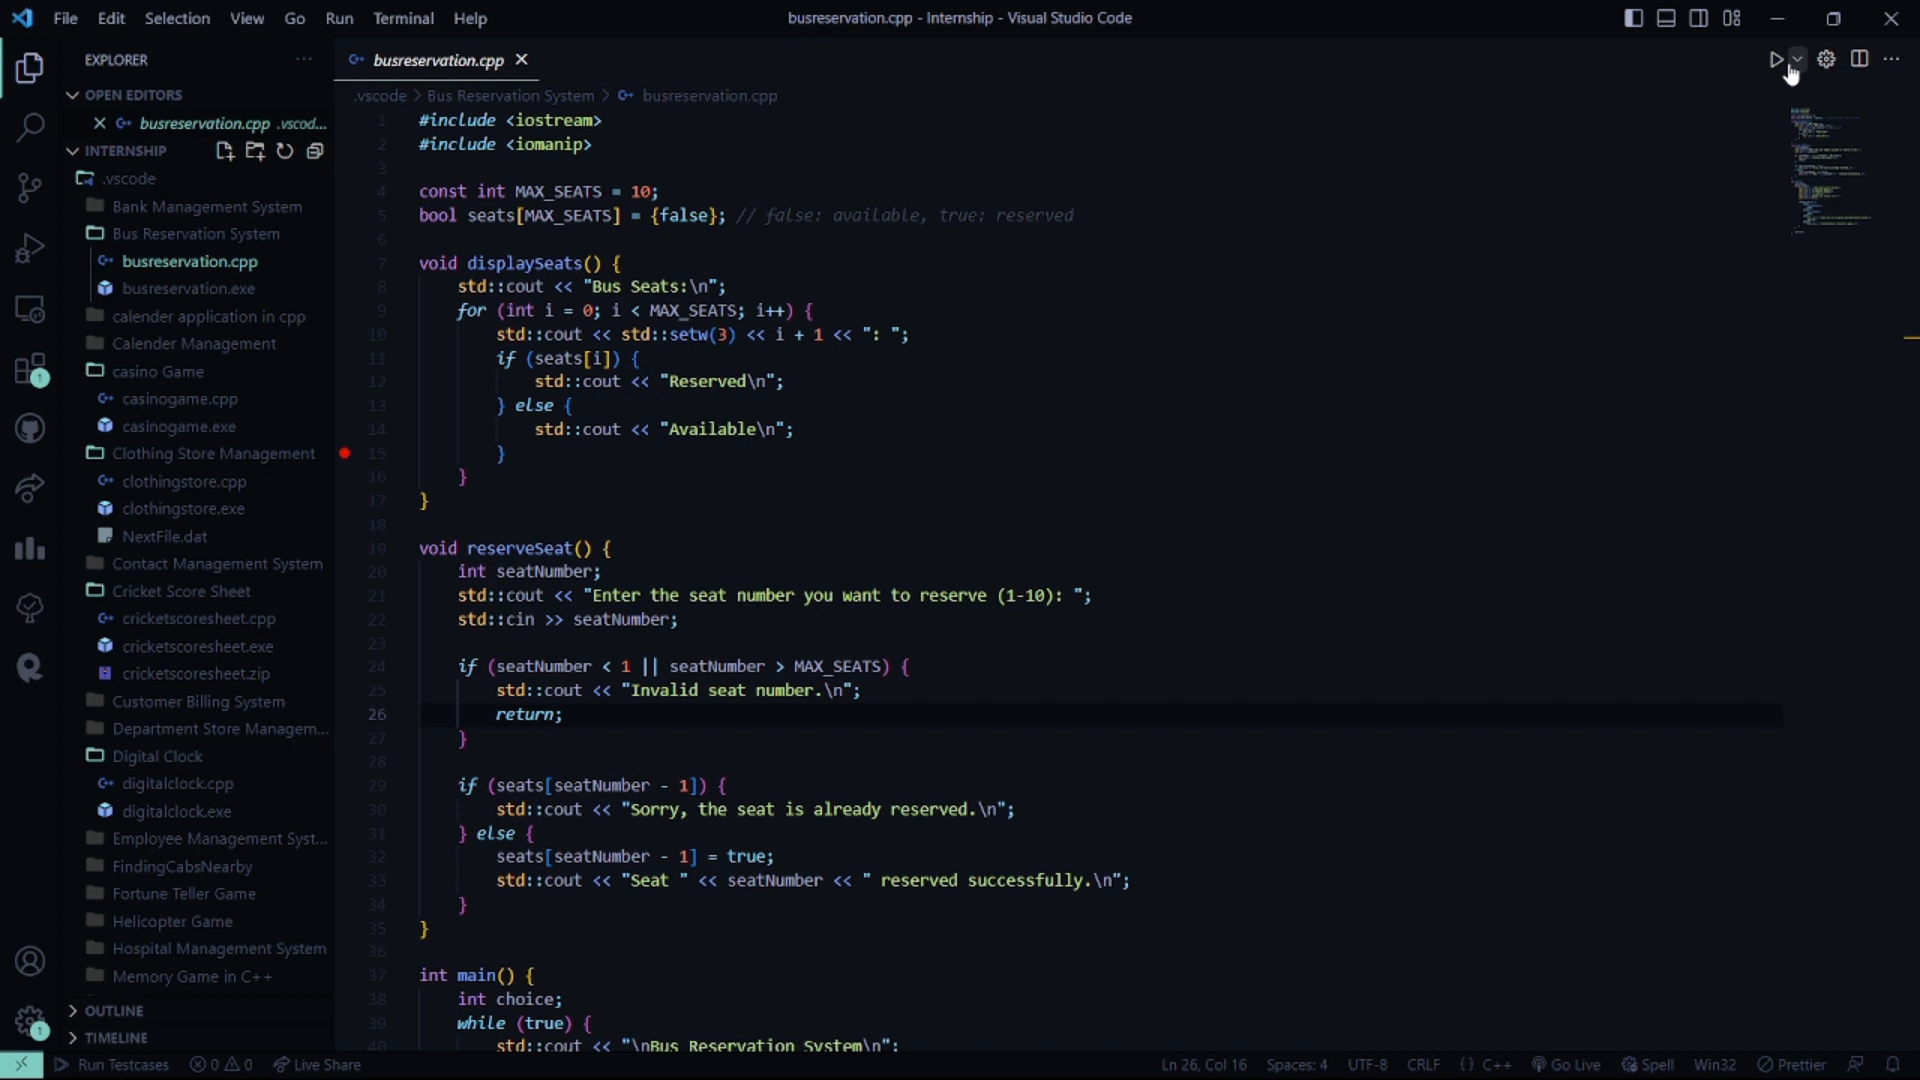 File Edit Selection View Go Run Terminal Help
busreservation.cpp - Internship - Visual Studio Code
EXPLORER
OPEN EDITORS
busreservation.cpp .vscod...
INTERNSHIP
.vscode
Bank Management System
Bus Reservation System
busreservation.cpp
busreservation.exe
calender application in cpp
Calender Management
casino Game
casinogame.cpp
casinogame.exe
Clothing Store Management
clothingstore.cpp
clothingstore.exe
NextFile.dat
Contact Management System
Cricket Score Sheet
cricketscoresheet.cpp
cricketscoresheet.exe
cricketscoresheet.zip
Customer Billing System
Department Store Managem...
Digital Clock
digitalclock.cpp
digitalclock.exe
Employee Management Syst...
FindingCabsNearby
Fortune Teller Game
Helicopter Game
Hospital Management System
Memory Game in C++
OUTLINE
TIMELINE
1
1
busreservation.cpp
.vscode > Bus Reservation System > busreservation.cpp
1 #include <iostream>
2 #include <iomanip>
3
4 const int MAX_SEATS = 10;
5 bool seats[MAX_SEATS] = {false}; // false: available, true: reserved
6
7 void displaySeats() {
8 std::cout << "Bus Seats:\n";
9 for (int i = 0; i < MAX_SEATS; i++) {
10 std::cout << std::setw(3) << i + 1 << ": ";
11 if (seats[i]) {
12 std::cout << "Reserved\n";
13 } else {
14 std::cout << "Available\n";
15 }
16 }
17 }
18
19 void reserveSeat() {
20 int seatNumber;
21 std::cout << "Enter the seat number you want to reserve (1-10): ";
22 std::cin >> seatNumber;
23
24 if (seatNumber < 1 || seatNumber > MAX_SEATS) {
25 std::cout << "Invalid seat number.\n";
26 return;
27 }
28
29 if (seats[seatNumber - 1]) {
30 std::cout << "Sorry, the seat is already reserved.\n";
31 } else {
32 seats[seatNumber - 1] = true;
33 std::cout << "Seat " << seatNumber << " reserved successfully.\n";
34 }
35 }
36
37 int main() {
38 int choice;
39 while (true) {
40 std::cout << "\nBus Reservation System\n";
Run Testcases 0 0 Live Share
Ln 26, Col 16 Spaces: 4 UTF-8 CRLF {} C++ Go Live Spell Win32 Prettier